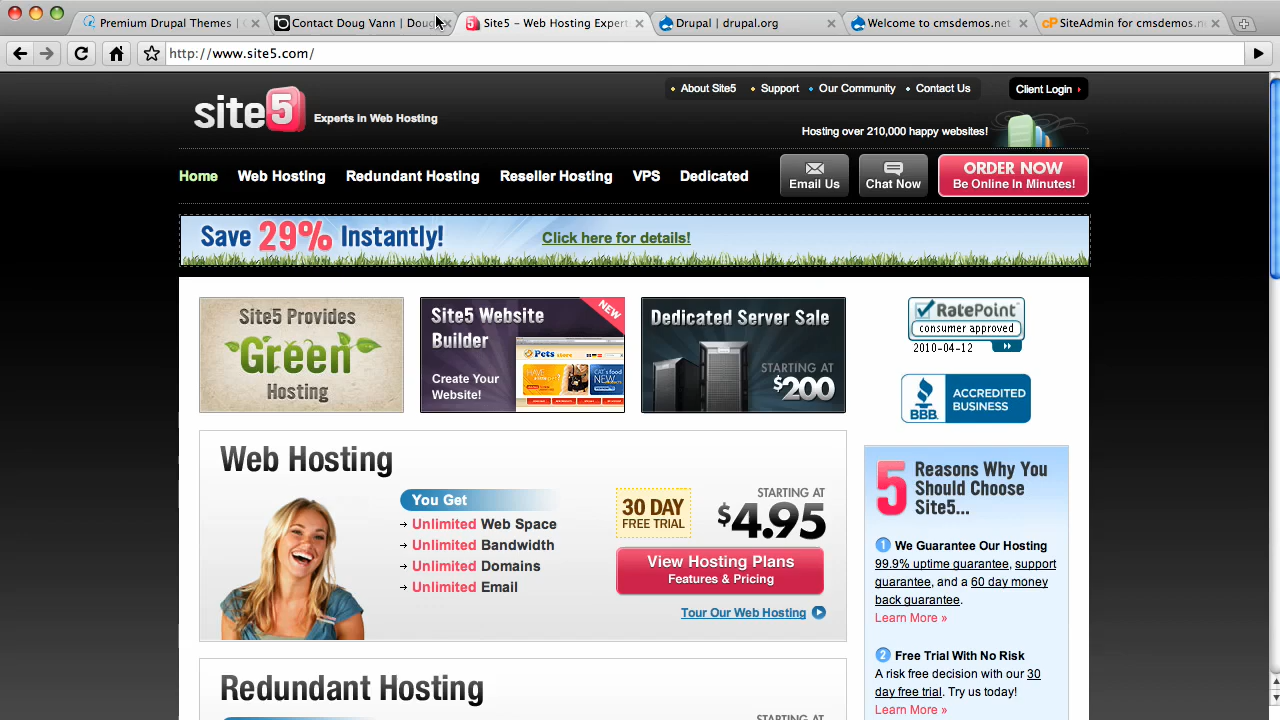 Premium Drupal Themes |
Contact Doug Vann | Doug
Site5 – Web Hosting Expert
Drupal | drupal.org
Welcome to cmsdemos.net
SiteAdmin for cmsdemos.n
http://www.site5.com/
About Site5
Support
Our Community
Contact Us
Client Login
site5
Experts in Web Hosting
Hosting over 210,000 happy websites!
Home
Web Hosting
Redundant Hosting
Reseller Hosting
VPS
Dedicated
Email Us
Chat Now
ORDER NOW
Be Online In Minutes!
Save 29% Instantly!
Click here for details!
Site5 Provides
Green
Hosting
Site5 Website
Builder
NEW
Create Your
Website!
Pets store
Dedicated Server Sale
STARTING AT
$200
RatePoint
consumer approved
2010-04-12
BBB
ACCREDITED
BUSINESS
Web Hosting
You Get
Unlimited Web Space
Unlimited Bandwidth
Unlimited Domains
Unlimited Email
30 DAY
FREE TRIAL
STARTING AT
$4.95
View Hosting Plans
Features & Pricing
Tour Our Web Hosting
5 Reasons Why You
Should Choose
Site5...
1 We Guarantee Our Hosting
99.9% uptime guarantee, support
guarantee, and a 60 day money
back guarantee.
Learn More »
2 Free Trial With No Risk
A risk free decision with our 30
day free trial. Try us today!
Learn More »
Redundant Hosting